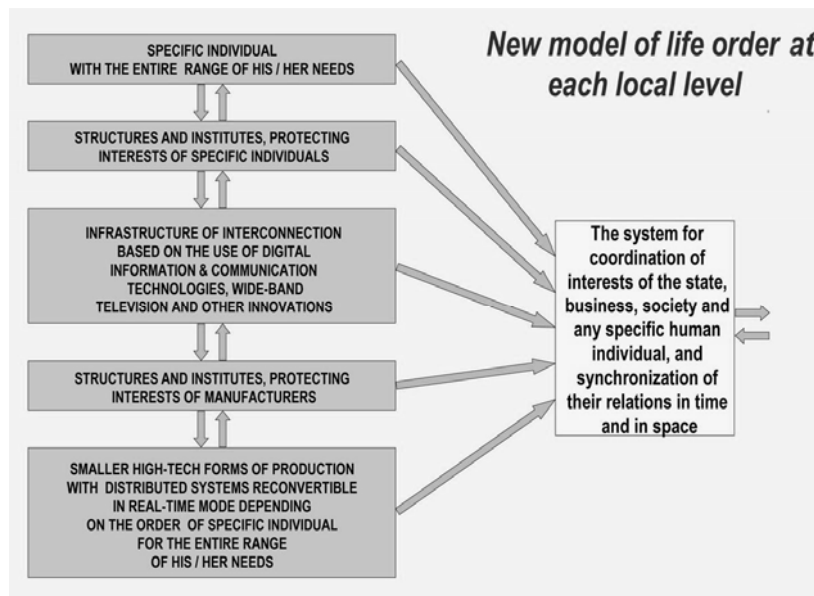 New model of life order at
each local level
SPECIFIC INDIVIDUAL
WITH THE ENTIRE RANGE OF HIS / HER NEEDS
STRUCTURES AND INSTITUTES, PROTECTING
INTERESTS OF SPECIFIC INDIVIDUALS
INFRASTRUCTURE OF INTERCONNECTION
BASED ON THE USE OF DIGITAL
INFORMATION & COMMUNICATION
TECHNOLOGIES, WIDE-BAND
TELEVISION AND OTHER INNOVATIONS
STRUCTURES AND INSTITUTES, PROTECTING
INTERESTS OF MANUFACTURERS
SMALLER HIGH-TECH FORMS OF PRODUCTION
WITH DISTRIBUTED SYSTEMS RECONVERTIBLE
IN REAL-TIME MODE DEPENDING
ON THE ORDER OF SPECIFIC INDIVIDUAL
FOR THE ENTIRE RANGE
OF HIS / HER NEEDS
The system for
coordination of
interests of the state,
business, society and
any specific human
individual, and
synchronization of
their relations in time
and in space